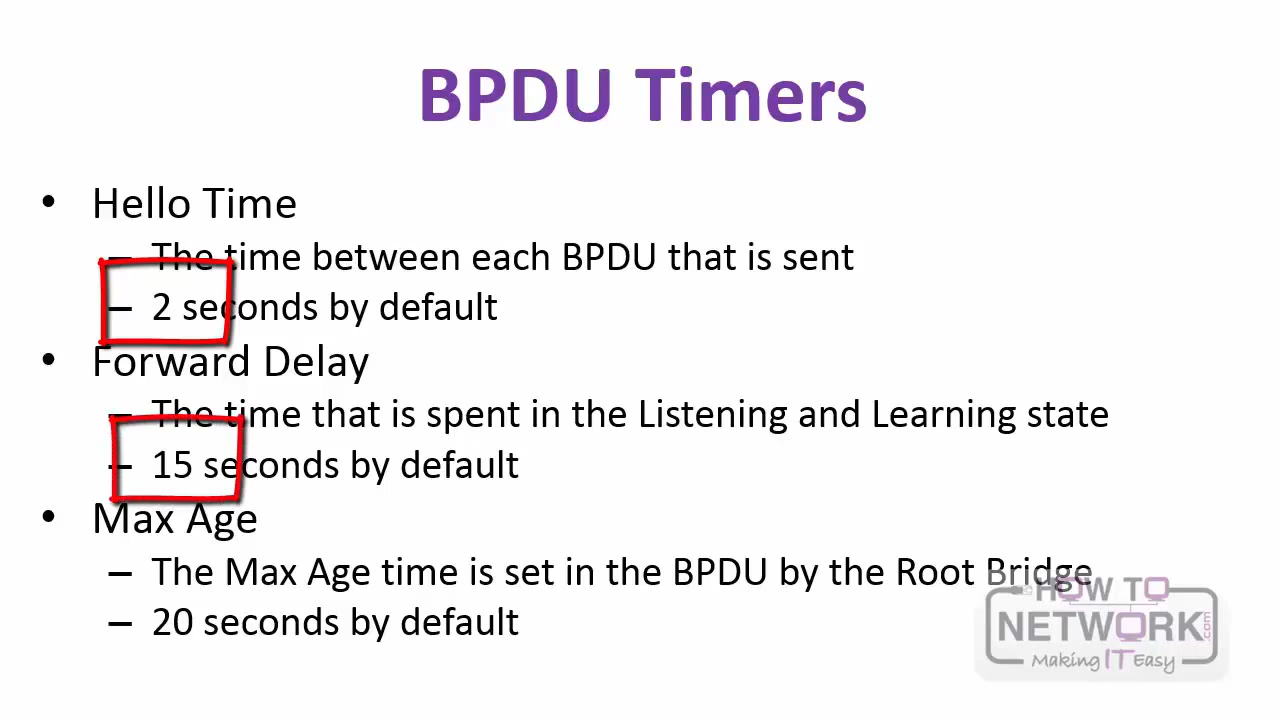 BPDU Timers
• Hello Time
– The time between each BPDU that is sent
– 2 seconds by default
• Forward Delay
– The time that is spent in the Listening and Learning state
– 15 seconds by default
• Max Age
– The Max Age time is set in the BPDU by the Root Bridge
– 20 seconds by default
HOW TO
NETWORK.com
Making IT Easy